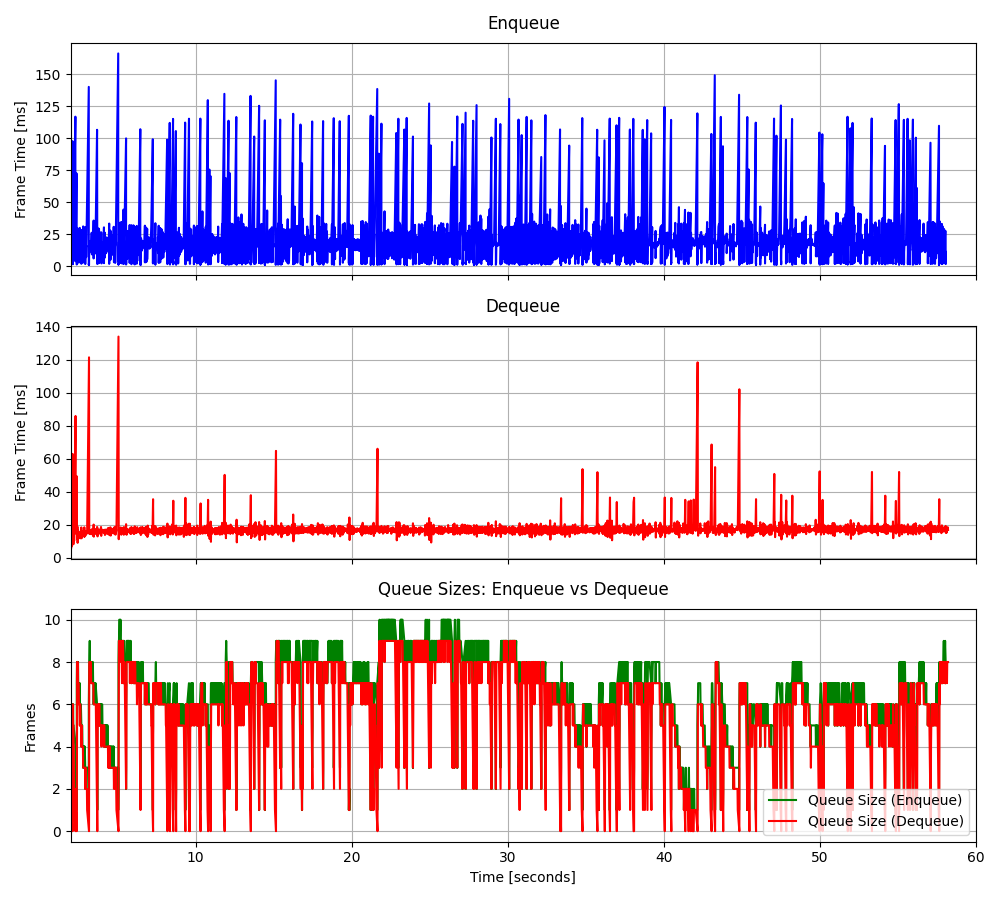 Enqueue
Frame Time [ms]
150
125
100
75
50
25
0
Dequeue
Frame Time [ms]
140
120
100
80
60
40
20
0
Queue Sizes: Enqueue vs Dequeue
Frames
10
8
6
4
2
0
Queue Size (Enqueue)
Queue Size (Dequeue)
10 20 30 40 50 60
Time [seconds]